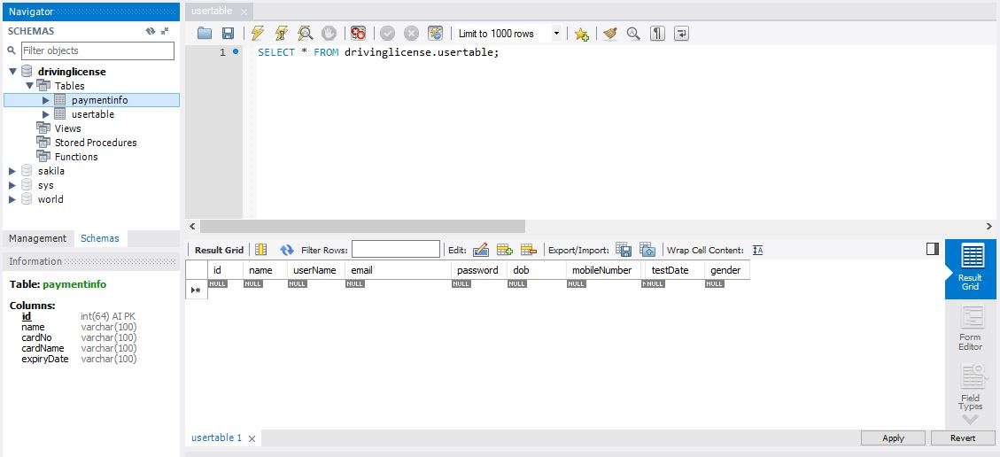 Navigator
SCHEMAS
Filter objects
drivinglicense
Tables
paymentinfo
usertable
Views
Stored Procedures
Functions
sakila
sys
world
Management Schemas
Information
Table: paymentinfo
Columns:
id int(64) AI PK
name varchar(100)
cardNo varchar(100)
cardName varchar(100)
expiryDate varchar(100)
usertable
Limit to 1000 rows
1 SELECT * FROM drivinglicense.usertable;
Result Grid Filter Rows: Edit: Export/Import: Wrap Cell Content:
id name userName email password dob mobileNumber testDate gender
NULL NULL NULL NULL NULL NULL NULL NULL NULL
Result
Grid
Form
Editor
Field
Types
usertable 1
Apply Revert